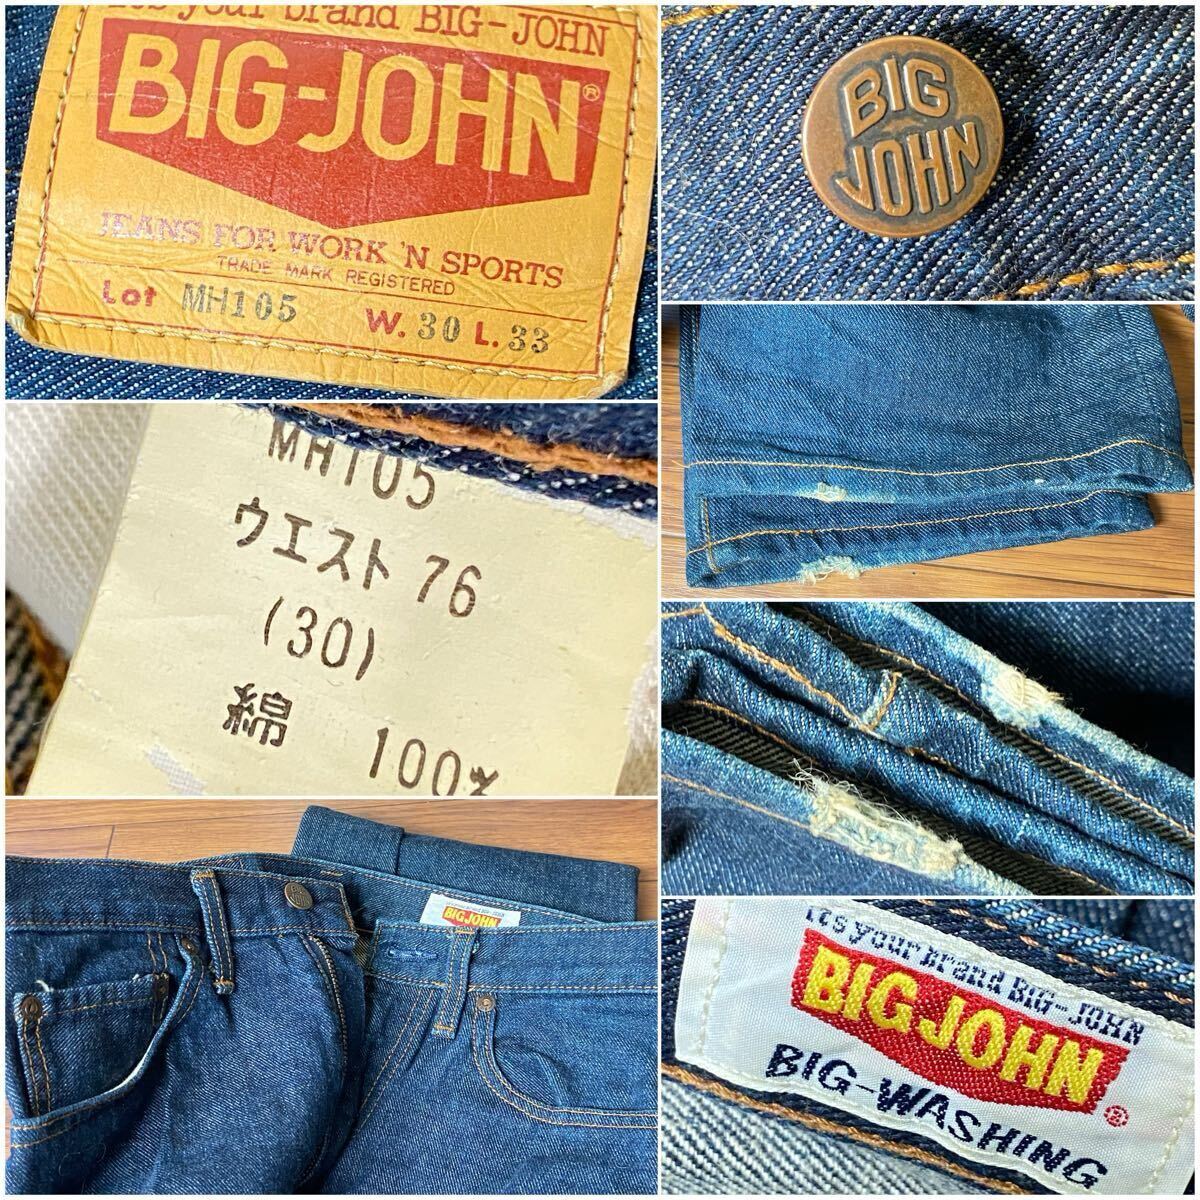 it's your brand BIG-JOHN
BIG-JOHN®
JEANS FOR WORK 'N SPORTS
TRADE MARK REGISTERED
Lot MH105 W. 30 L. 33
BIG
JOHN
MH105
ウエスト 76
(30)
綿 100%
BIG JOHN
it's your brand BIG-JOHN
BIG JOHN®
BIG-WASHING